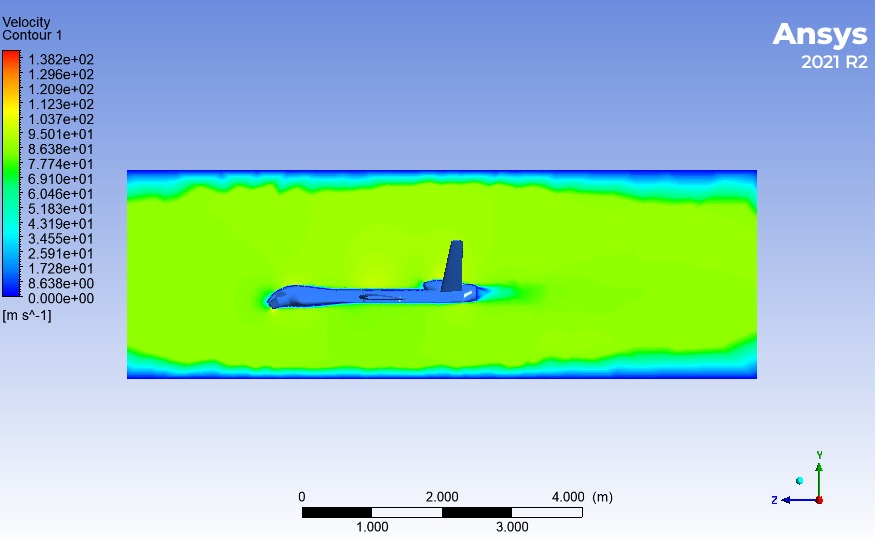 Velocity
Contour 1
1.382e+02
1.296e+02
1.209e+02
1.123e+02
1.037e+02
9.501e+01
8.638e+01
7.774e+01
6.910e+01
6.046e+01
5.183e+01
4.319e+01
3.455e+01
2.591e+01
1.728e+01
8.638e+00
0.000e+00
[m s^-1]
Ansys
2021 R2
Y
Z
0 2.000 4.000 (m)
1.000 3.000